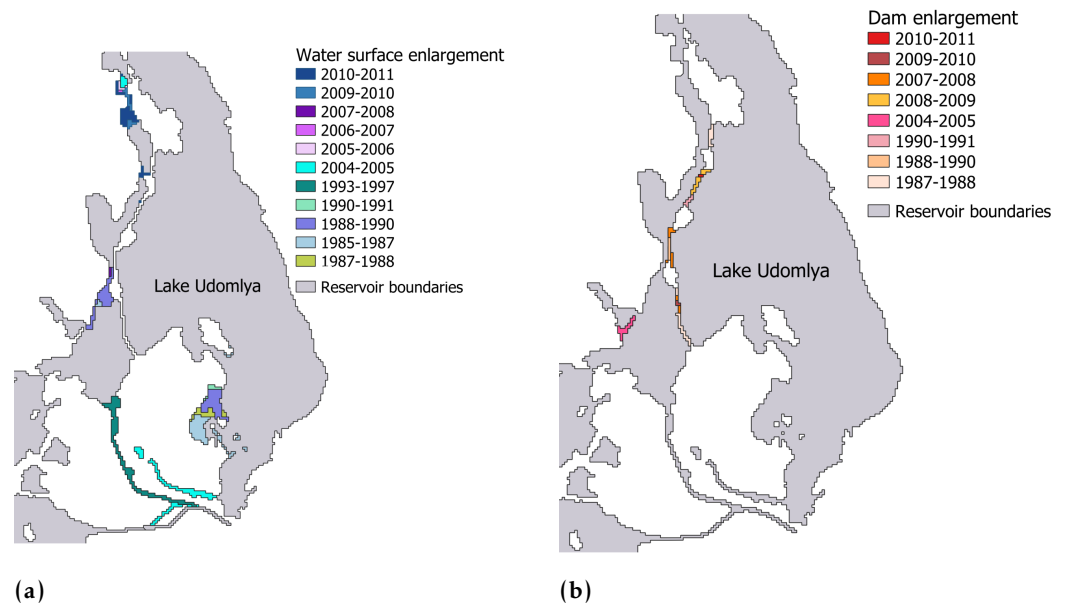 Water surface enlargement
2010-2011
2009-2010
2007-2008
2006-2007
2005-2006
2004-2005
1993-1997
1990-1991
1988-1990
1985-1987
1987-1988
Reservoir boundaries
Lake Udomlya
(a)
Dam enlargement
2010-2011
2009-2010
2007-2008
2008-2009
2004-2005
1990-1991
1988-1990
1987-1988
Reservoir boundaries
Lake Udomlya
(b)